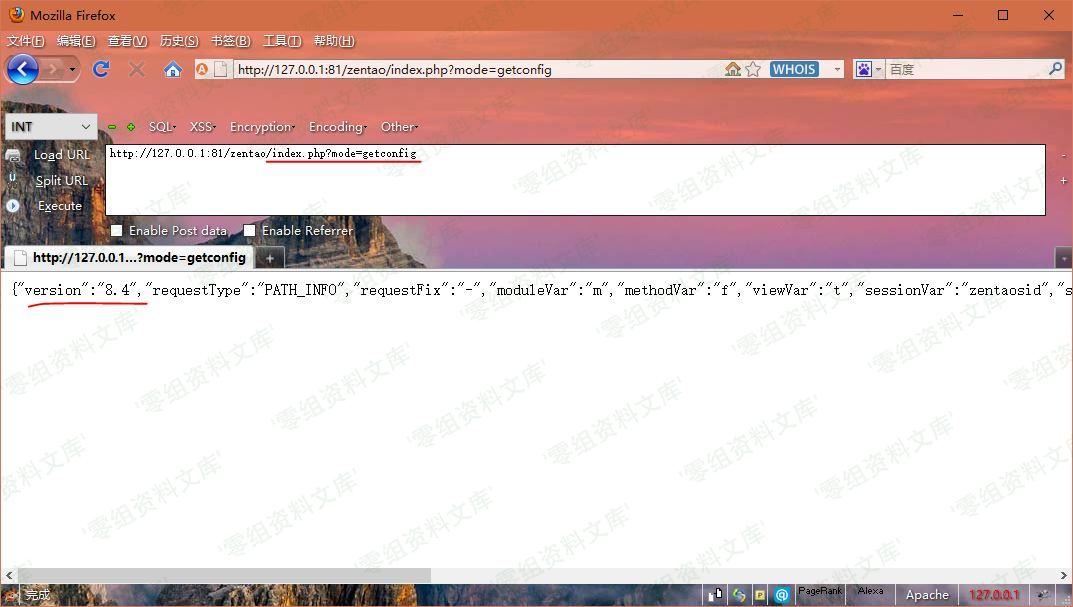 Mozilla Firefox
文件(F) 编辑(E) 查看(V) 历史(S) 书签(B) 工具(T) 帮助(H)
http://127.0.0.1:81/zentao/index.php?mode=getconfig WHOIS 百度
INT SQL XSS Encryption Encoding Other
Load URL http://127.0.0.1:81/zentao/index.php?mode=getconfig
Split URL
Execute
Enable Post data Enable Referrer
http://127.0.0.1...?mode=getconfig
{"version":"8.4","requestType":"PATH_INFO","requestFix":"-","moduleVar":"m","methodVar":"f","viewVar":"t","sessionVar":"zentaosid","s
'零组资料文库'
完成 PageRank Alexa Apache 127.0.0.1